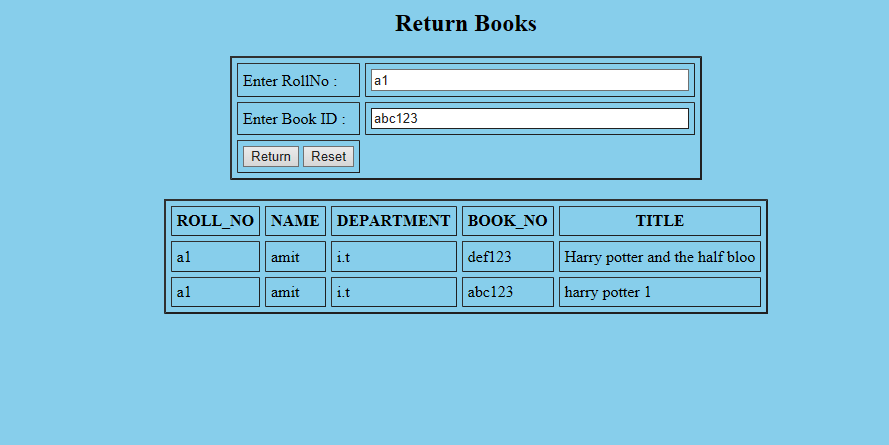 Return Books
Enter RollNo : a1
Enter Book ID : abc123
Return Reset
ROLL_NO NAME DEPARTMENT BOOK_NO TITLE
a1 amit i.t def123 Harry potter and the half bloo
a1 amit i.t abc123 harry potter 1